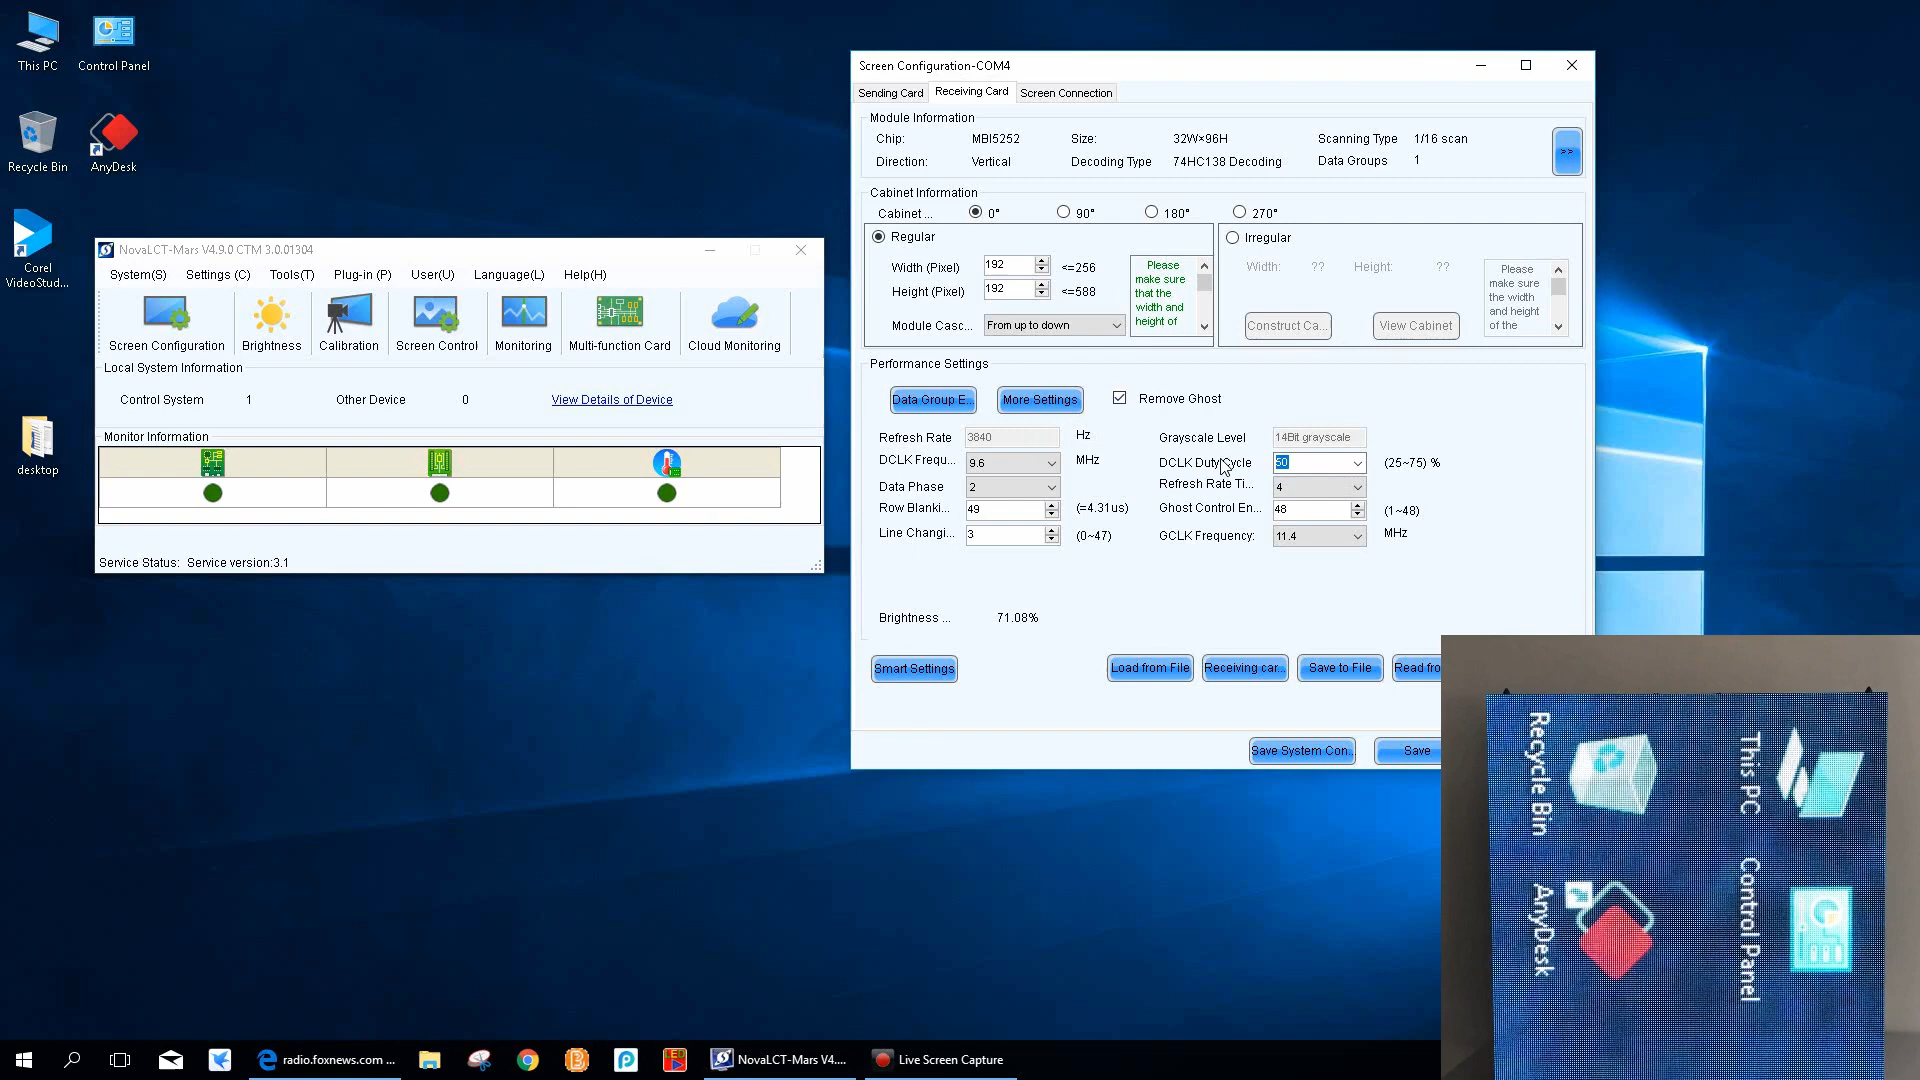 This PC
Control Panel
Recycle Bin
AnyDesk
Corel
VideoStud...
desktop
NovaLCT-Mars V4.9.0 CTM 3.0.01304
System(S) Settings (C) Tools(T) Plug-in (P) User(U) Language(L) Help(H)
Screen Configuration
Brightness
Calibration
Screen Control
Monitoring
Multi-function Card
Cloud Monitoring
Local System Information
Control System 1 Other Device 0 View Details of Device
Monitor Information
Service Status: Service version:3.1
Screen Configuration-COM4
Sending Card Receiving Card Screen Connection
Module Information
Chip: MBI5252 Size: 32W×96H Scanning Type 1/16 scan
Direction: Vertical Decoding Type 74HC138 Decoding Data Groups 1
>>
Cabinet Information
Cabinet ... 0° 90° 180° 270°
Regular
Width (Pixel) 192 <=256
Height (Pixel) 192 <=588
Module Casc... From up to down
Please
make sure
that the
width and
height of
Irregular
Width: ?? Height: ??
Construct Ca... View Cabinet
Please
make sure
the width
and height
of the
Performance Settings
Data Group E... More Settings Remove Ghost
Refresh Rate 3840 Hz Grayscale Level 14Bit grayscale
DCLK Frequ... 9.6 MHz DCLK Duty Cycle 50 (25~75) %
Data Phase 2 Refresh Rate Ti... 4
Row Blanki... 49 (=4.31us) Ghost Control En... 48 (1~48)
Line Changi... 3 (0~47) GCLK Frequency: 11.4 MHz
Brightness ... 71.08%
Smart Settings Load from File Receiving car... Save to File Read fro
Save System Con... Save
This PC
Recycle Bin
Control Panel
AnyDesk
radio.foxnews.com ...
LED
NovaLCT-Mars V4....
Live Screen Capture